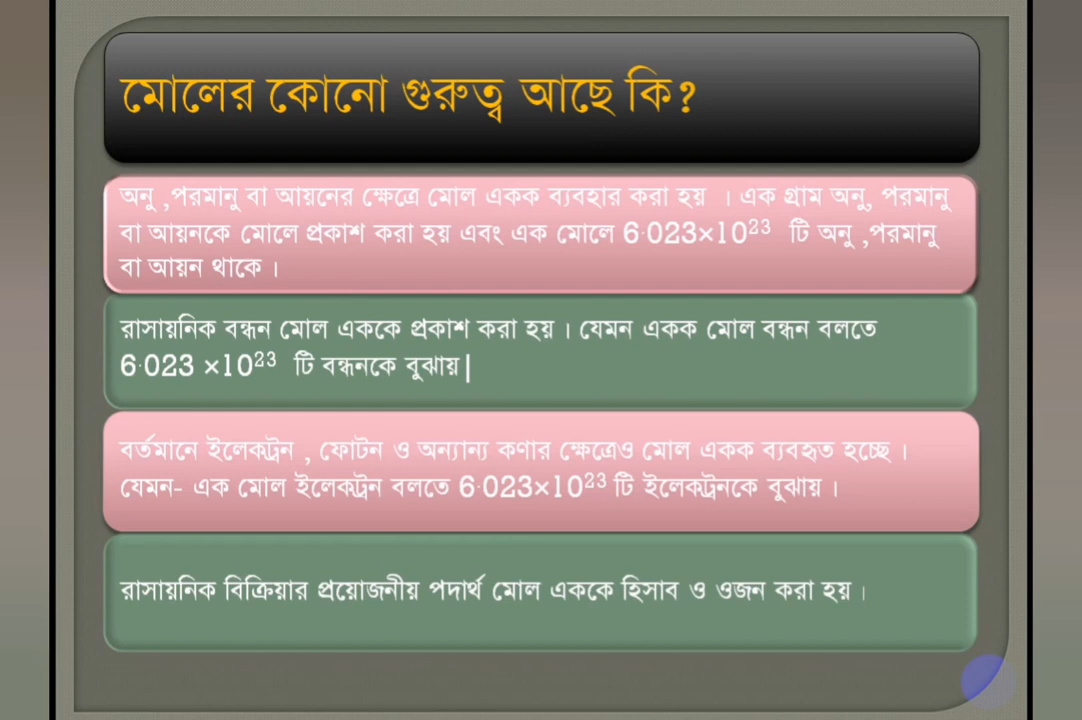 মোলের কোনো গুরুত্ব আছে কি?
অনু ,পরমানু বা আয়নের ক্ষেত্রে মোল একক ব্যবহার করা হয় । এক গ্রাম অনু, পরমানু
বা আয়নকে মোলে প্রকাশ করা হয় এবং এক মোলে 6·023×10²³ টি অনু ,পরমানু
বা আয়ন থাকে ।
রাসায়নিক বন্ধন মোল এককে প্রকাশ করা হয় । যেমন একক মোল বন্ধন বলতে
6·023 ×10²³ টি বন্ধনকে বুঝায়|
বর্তমানে ইলেকট্রন , ফোটন ও অন্যান্য কণার ক্ষেত্রেও মোল একক ব্যবহৃত হচ্ছে ।
যেমন- এক মোল ইলেকট্রন বলতে 6·023×10²³ টি ইলেকট্রনকে বুঝায় ।
রাসায়নিক বিক্রিয়ার প্রয়োজনীয় পদার্থ মোল এককে হিসাব ও ওজন করা হয় ।